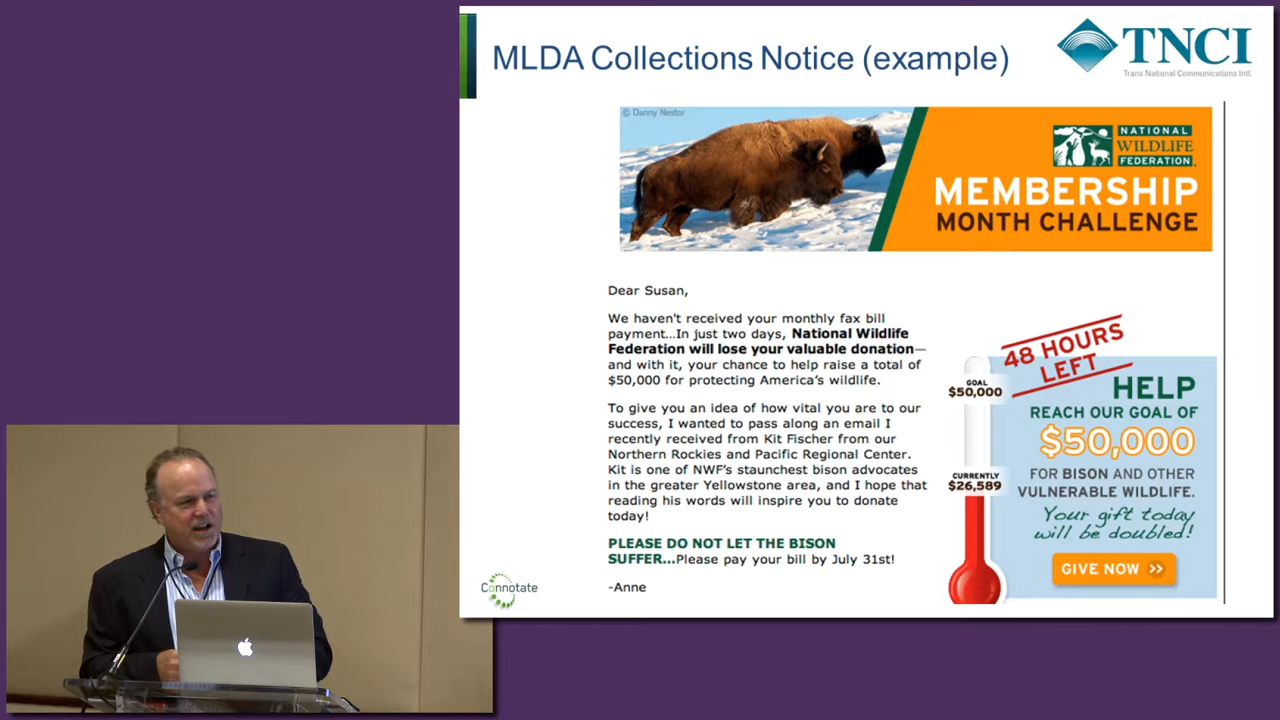 MLDA Collections Notice (example)
TNCI
Trans National Communications Intl.
© Danny Nestor
NATIONAL
WILDLIFE
FEDERATION
MEMBERSHIP
MONTH CHALLENGE
Dear Susan,
We haven't received your monthly fax bill
payment...In just two days, National Wildlife
Federation will lose your valuable donation—
and with it, your chance to help raise a total of
$50,000 for protecting America's wildlife.
To give you an idea of how vital you are to our
success, I wanted to pass along an email I
recently received from Kit Fischer from our
Northern Rockies and Pacific Regional Center.
Kit is one of NWF's staunchest bison advocates
in the greater Yellowstone area, and I hope that
reading his words will inspire you to donate
today!
PLEASE DO NOT LET THE BISON
SUFFER...Please pay your bill by July 31st!
-Anne
48 HOURS
LEFT
GOAL
$50,000
CURRENTLY
$26,589
HELP
REACH OUR GOAL OF
$50,000
FOR BISON AND OTHER
VULNERABLE WILDLIFE.
Your gift today
will be doubled!
GIVE NOW >>
Connotate